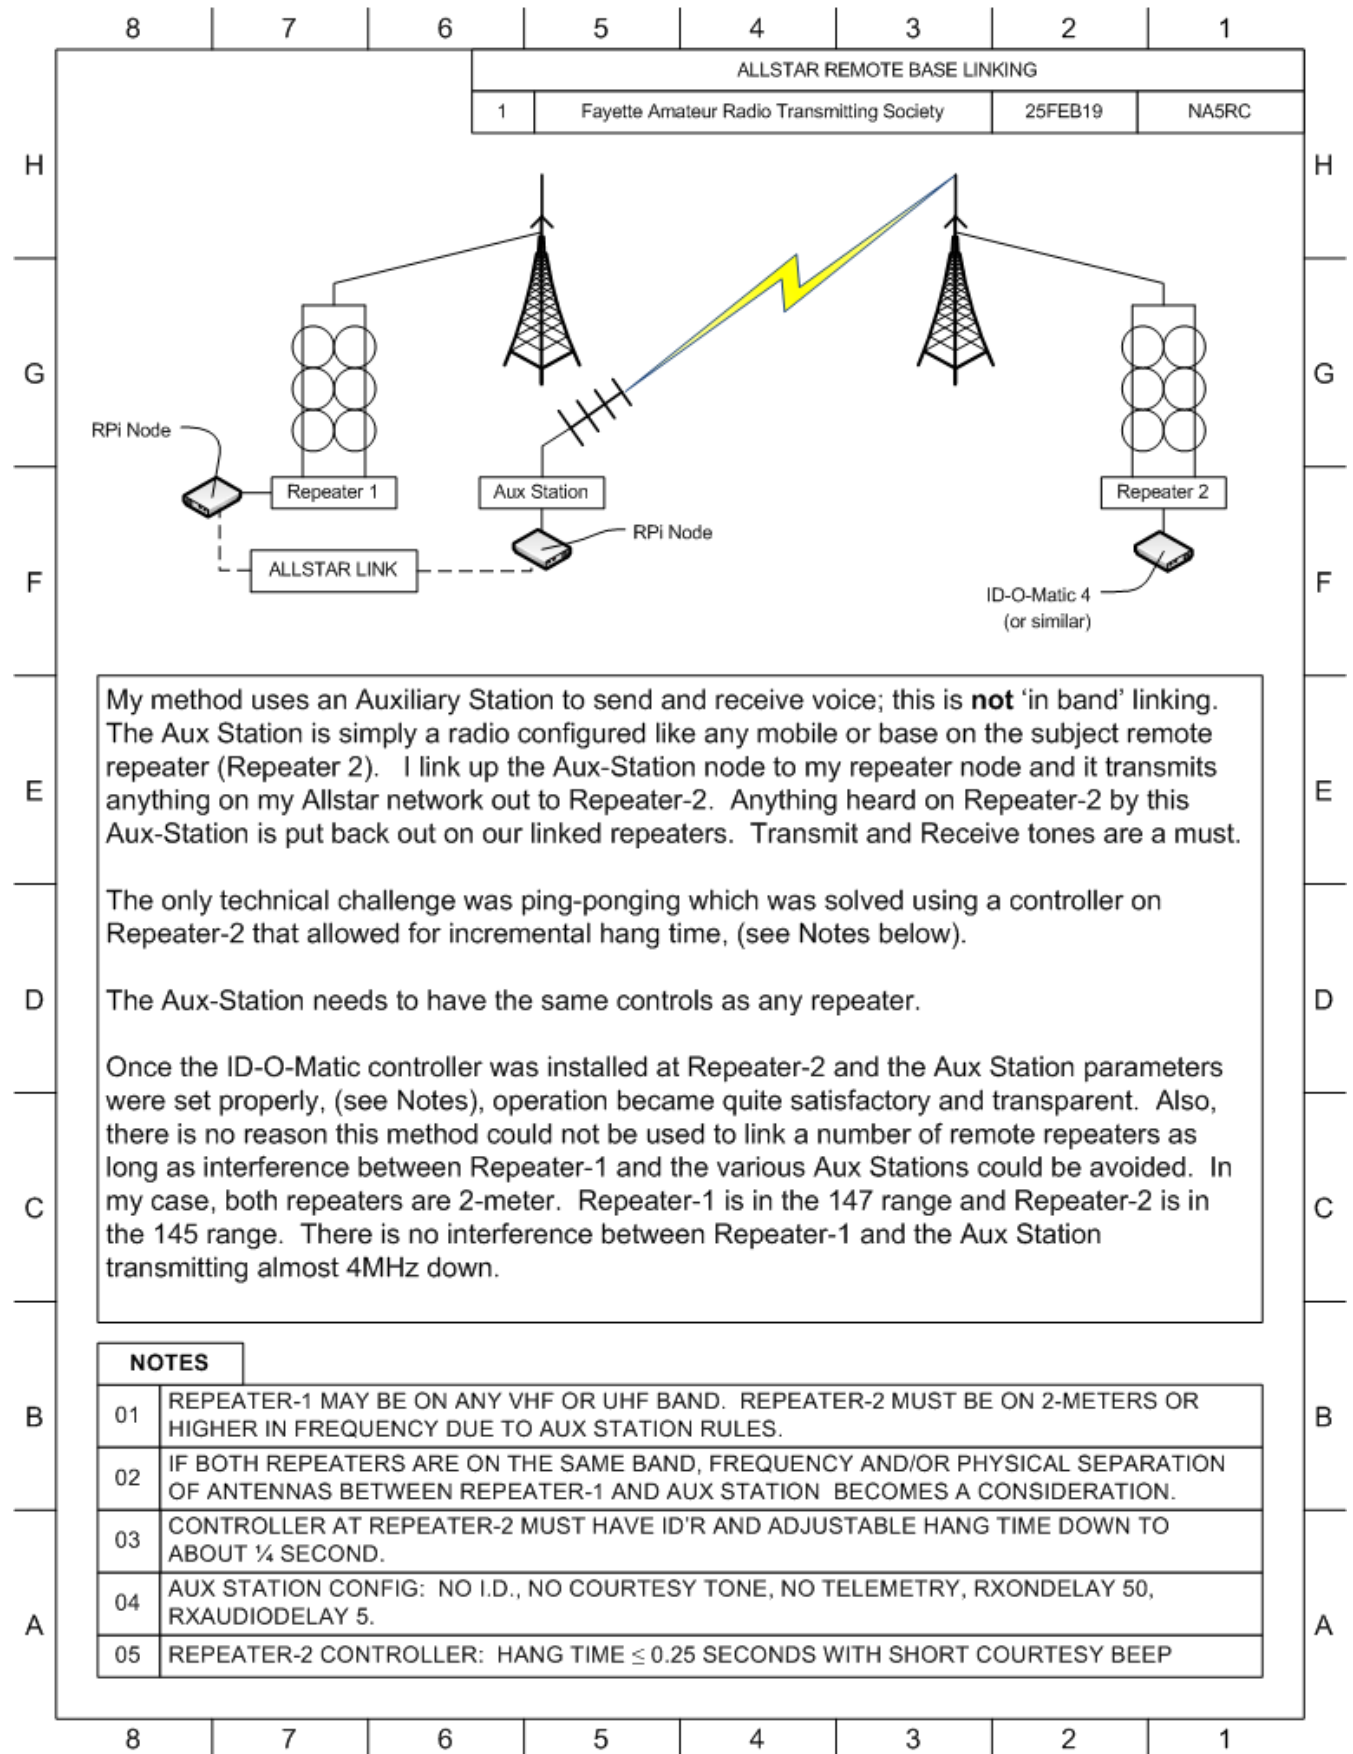 8 7 6 5 4 3 2 1
ALLSTAR REMOTE BASE LINKING
1 Fayette Amateur Radio Transmitting Society 25FEB19 NA5RC
H H
G G
RPi Node
Repeater 1 Aux Station Repeater 2
RPi Node
ALLSTAR LINK
F F
ID-O-Matic 4
(or similar)
My method uses an Auxiliary Station to send and receive voice; this is not ‘in band’ linking.
The Aux Station is simply a radio configured like any mobile or base on the subject remote
repeater (Repeater 2). I link up the Aux-Station node to my repeater node and it transmits
E E
anything on my Allstar network out to Repeater-2. Anything heard on Repeater-2 by this
Aux-Station is put back out on our linked repeaters. Transmit and Receive tones are a must.
The only technical challenge was ping-ponging which was solved using a controller on
Repeater-2 that allowed for incremental hang time, (see Notes below).
D D
The Aux-Station needs to have the same controls as any repeater.
Once the ID-O-Matic controller was installed at Repeater-2 and the Aux Station parameters
were set properly, (see Notes), operation became quite satisfactory and transparent. Also,
there is no reason this method could not be used to link a number of remote repeaters as
long as interference between Repeater-1 and the various Aux Stations could be avoided. In
my case, both repeaters are 2-meter. Repeater-1 is in the 147 range and Repeater-2 is in
C C
the 145 range. There is no interference between Repeater-1 and the Aux Station
transmitting almost 4MHz down.
NOTES
B B
01 REPEATER-1 MAY BE ON ANY VHF OR UHF BAND. REPEATER-2 MUST BE ON 2-METERS OR
HIGHER IN FREQUENCY DUE TO AUX STATION RULES.
02 IF BOTH REPEATERS ARE ON THE SAME BAND, FREQUENCY AND/OR PHYSICAL SEPARATION
OF ANTENNAS BETWEEN REPEATER-1 AND AUX STATION BECOMES A CONSIDERATION.
03 CONTROLLER AT REPEATER-2 MUST HAVE ID'R AND ADJUSTABLE HANG TIME DOWN TO
ABOUT ¼ SECOND.
04 AUX STATION CONFIG: NO I.D., NO COURTESY TONE, NO TELEMETRY, RXONDELAY 50,
RXAUDIODELAY 5.
A A
05 REPEATER-2 CONTROLLER: HANG TIME ≤ 0.25 SECONDS WITH SHORT COURTESY BEEP
8 7 6 5 4 3 2 1